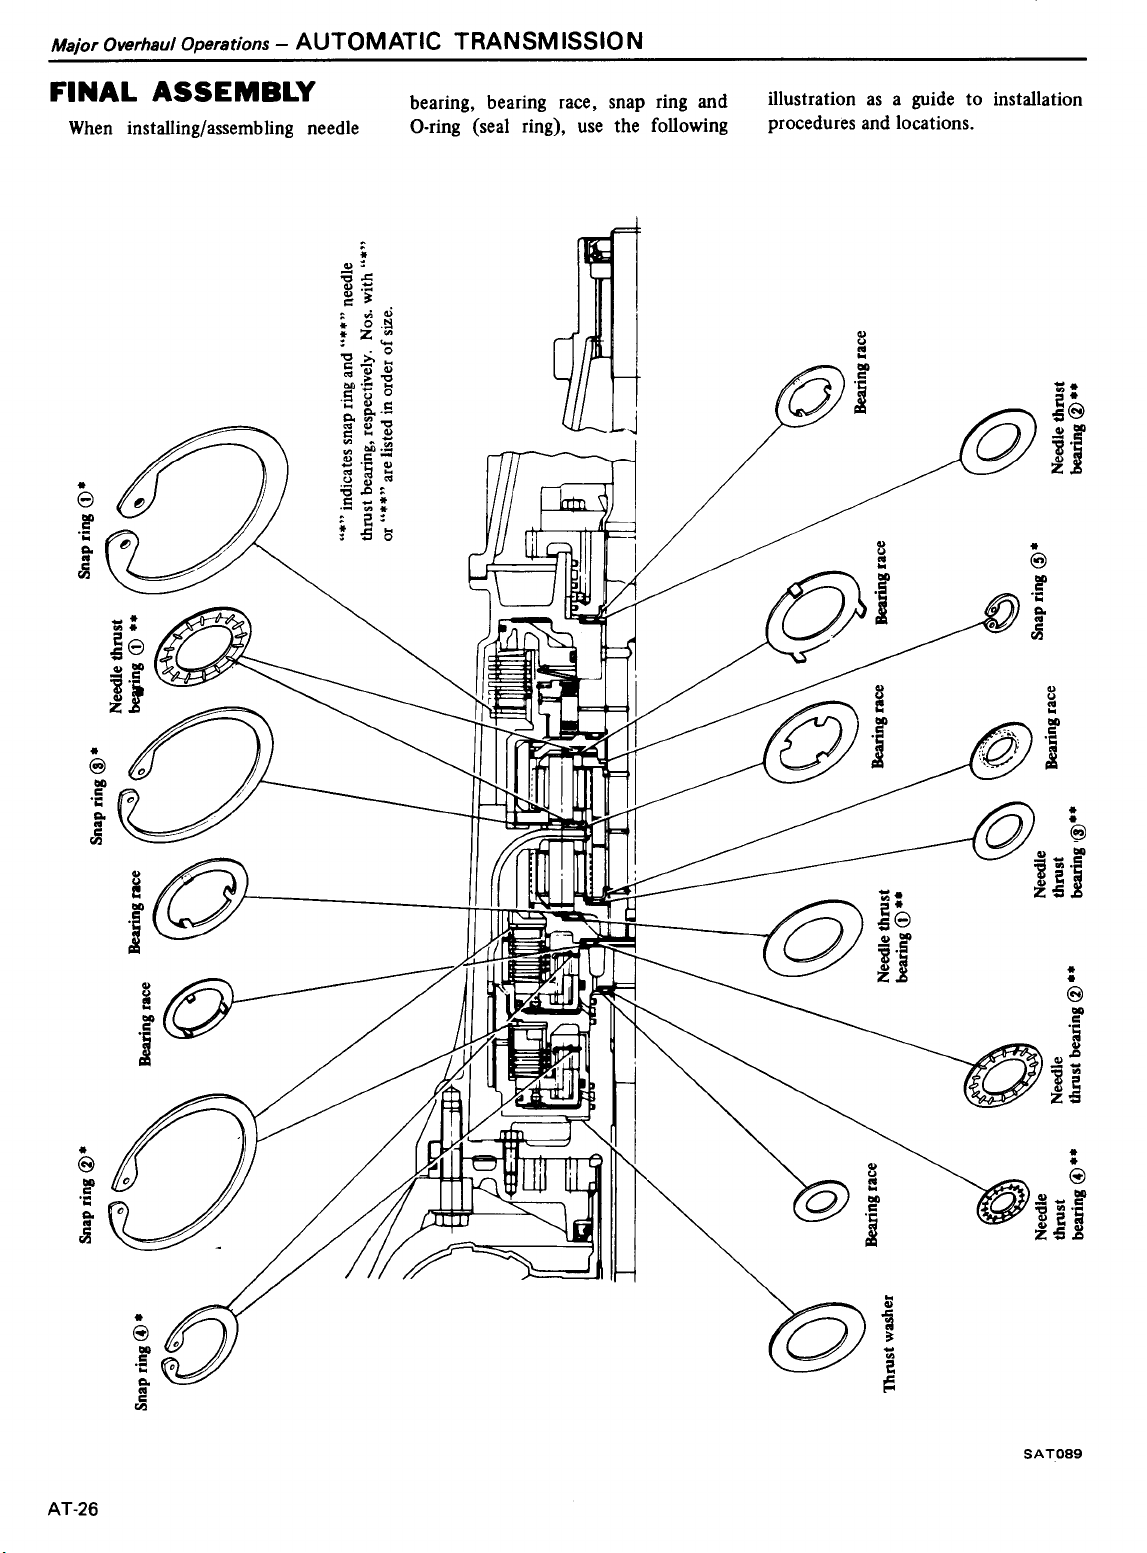 Major Overhaul Operations – AUTOMATIC TRANSMISSION
FINAL ASSEMBLY
When installing/assembling needle
bearing, bearing race, snap ring and
O-ring (seal ring), use the following
illustration as a guide to installation
procedures and locations.
“*” indicates snap ring and “**” needle
thrust bearing, respectively. Nos. with “*”
or “**” are listed in order of size.
Snap ring ①*
Needle thrust
bearing ①**
Snap ring ③*
Bearing race
Bearing race
Snap ring ②*
Snap ring ④*
Bearing race
Needle thrust
bearing ②**
Bearing race
Snap ring ⑤*
Bearing race
Bearing race
Needle
thrust
bearing ③**
Needle thrust
bearing ①**
Needle
thrust bearing ②**
Bearing race
Needle
thrust
bearing ④**
Thrust washer
SAT089
AT-26